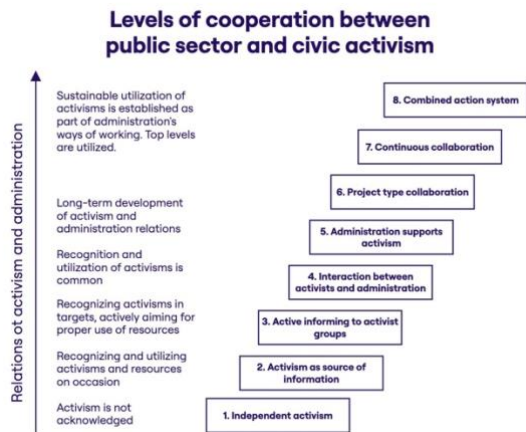 Levels of cooperation between
public sector and civic activism
Relations of activism and administration
Sustainable utilization of
activisms is established as
part of administration's
ways of working. Top levels
are utilized.
Long-term development
of activism and
administration relations
Recognition and
utilization of activisms is
common
Recognizing activisms in
targets, actively aiming for
proper use of resources
Recognizing and utilizing
activisms and resources
on occasion
Activism is not
acknowledged
8. Combined action system
7. Continuous collaboration
6. Project type collaboration
5. Administration supports
activism
4. Interaction between
activists and administration
3. Active informing to activist
groups
2. Activism as source of
information
1. Independent activism